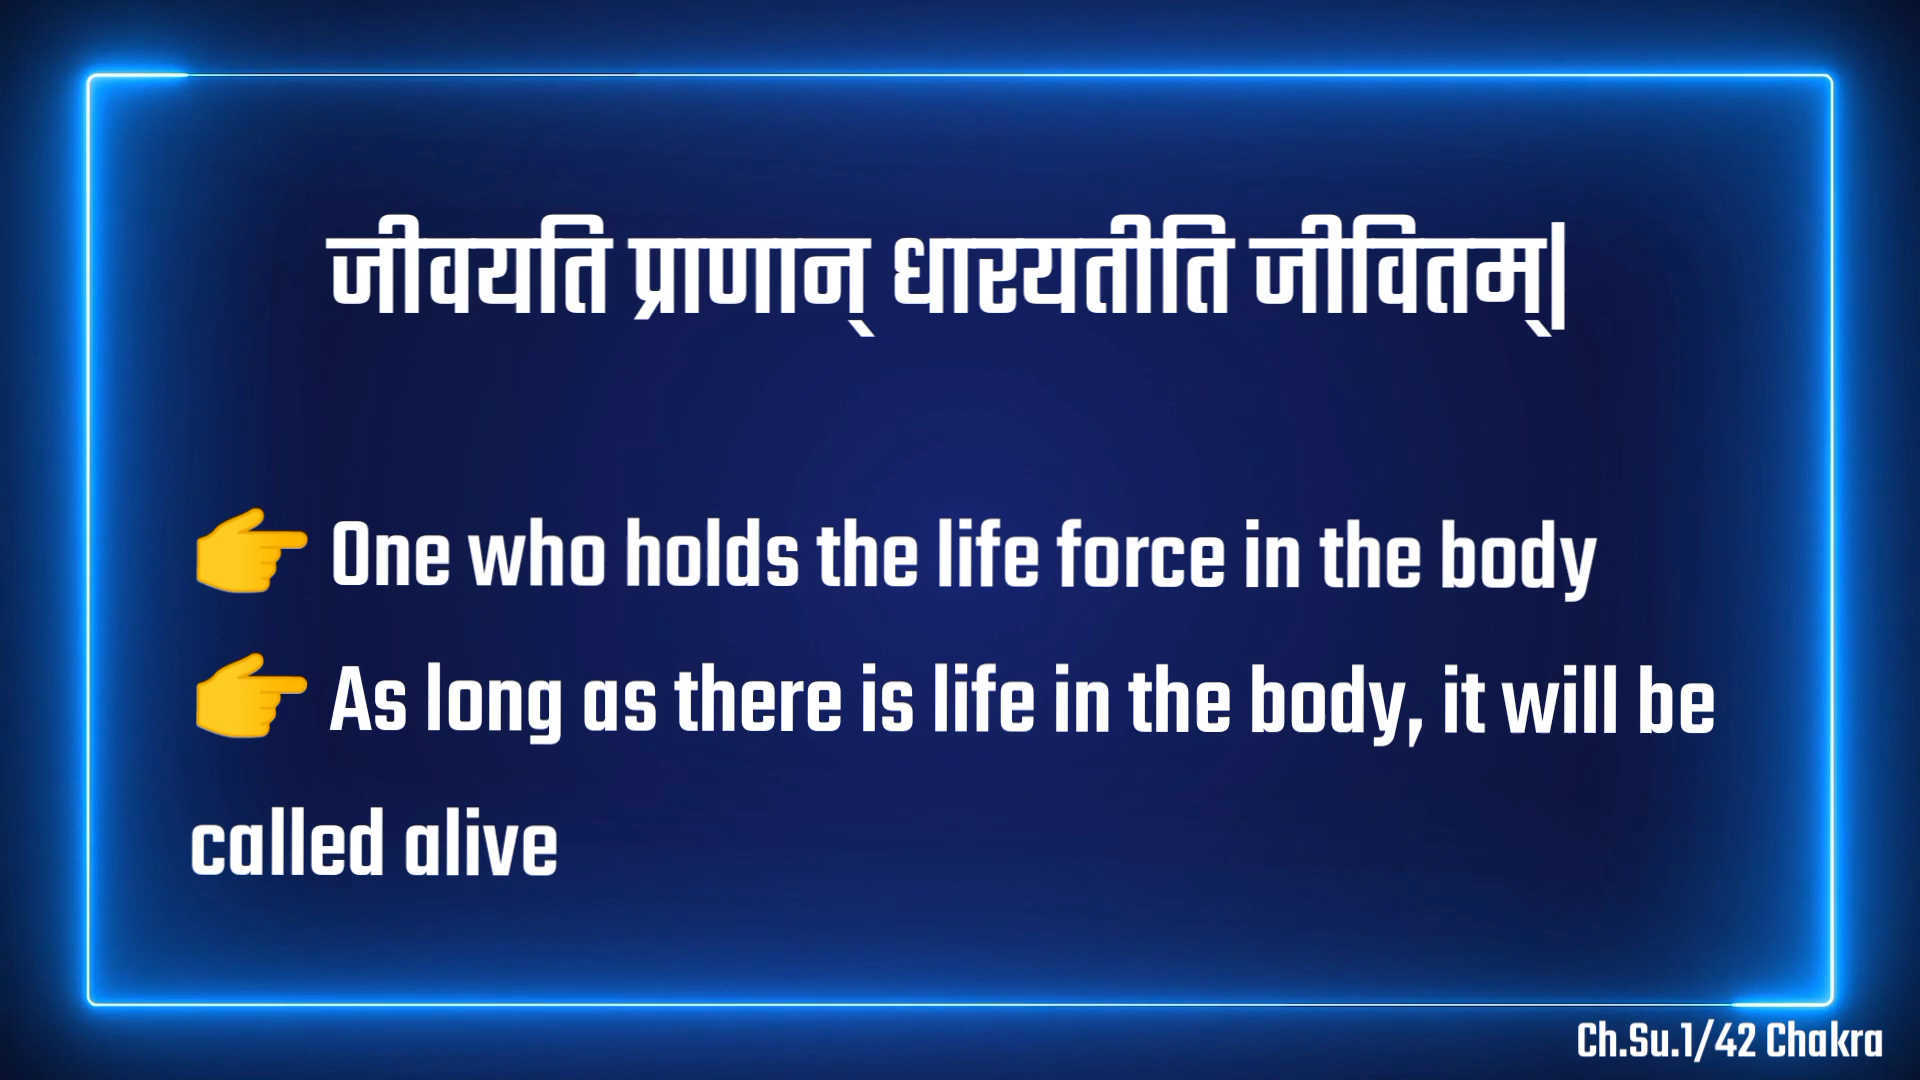 जीवयति प्राणान् धारयतीति जीवितम्|
👉 One who holds the life force in the body
👉 As long as there is life in the body, it will be
called alive
Ch.Su.1/42 Chakra